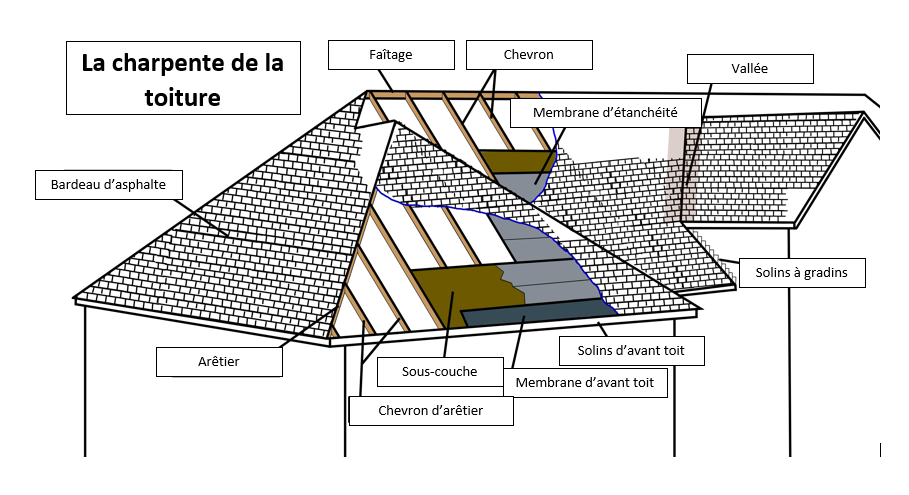 La charpente de la
toiture
Faîtage
Chevron
Vallée
Membrane d'étanchéité
Bardeau d'asphalte
Solins à gradins
Arêtier
Solins d'avant toit
Sous-couche
Membrane d'avant toit
Chevron d'arêtier